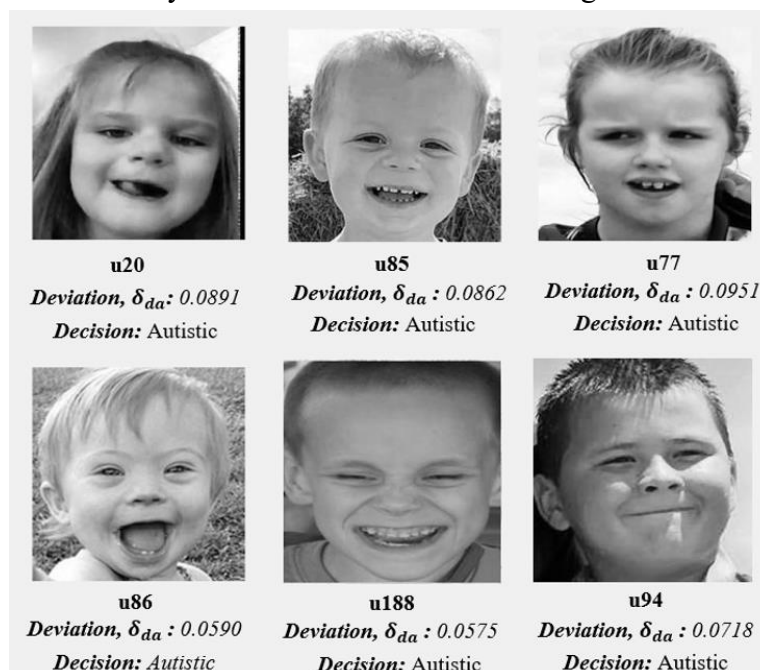 u20 u85 u77
Deviation, δda: 0.0891 Deviation, δda : 0.0862 Deviation, δda : 0.0951
Decision: Autistic Decision: Autistic Decision: Autistic
u86 u188 u94
Deviation, δda : 0.0590 Deviation, δda : 0.0575 Deviation, δda : 0.0718
Decision: Autistic Decision: Autistic Decision: Autistic